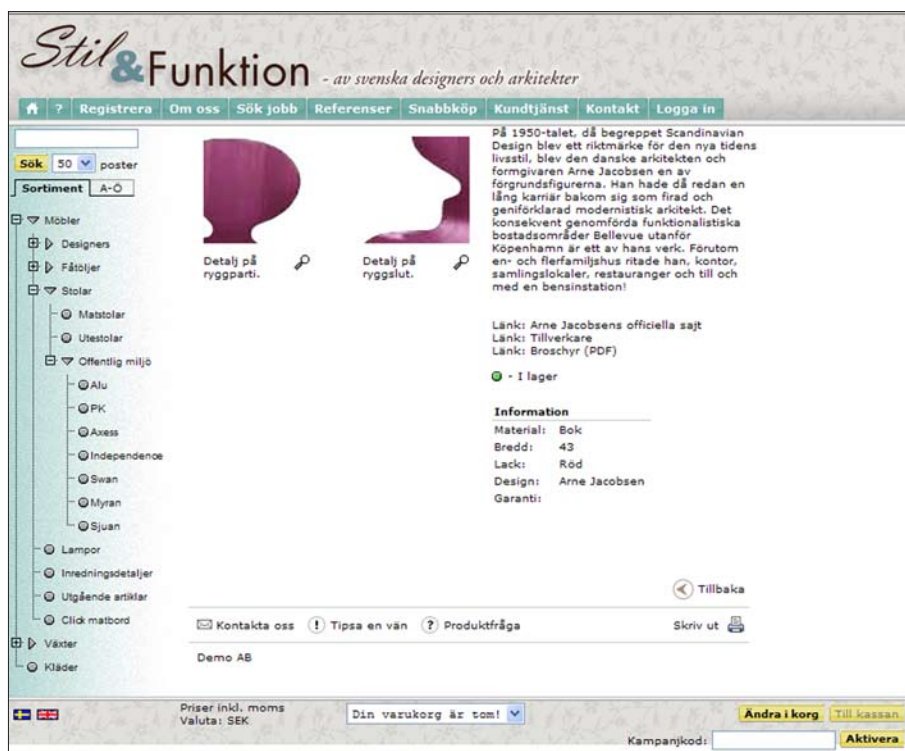 Stil & Funktion - av svenska designers och arkitekter
? Registrera Om oss Sök jobb Referenser Snabbköp Kundtjänst Kontakt Logga in
Sök 50 poster
Sortiment A-Ö
Möbler
Designers
Fåtöljer
Stolar
Matstolar
Utestolar
Offentlig miljö
Alu
PK
Axess
Independence
Swan
Myran
Sjuan
Lampor
Inredningsdetaljer
Utgående artiklar
Click matbord
Växter
Kläder
Detalj på
ryggparti.
Detalj på
ryggslut.
På 1950-talet, då begreppet Scandinavian
Design blev ett riktmärke för den nya tidens
livsstil, blev den danske arkitekten och
formgivaren Arne Jacobsen en av
förgrundsfigurerna. Han hade då redan en
lång karriär bakom sig som firad och
geniförklarad modernistisk arkitekt. Det
konsekvent genomförda funktionalistiska
bostadsområder Bellevue utanför
Köpenhamn är ett av hans verk. Förutom
en- och flerfamiljshus ritade han, kontor,
samlingslokaler, restauranger och till och
med en bensinstation!
Länk: Arne Jacobsens officiella sajt
Länk: Tillverkare
Länk: Broschyr (PDF)
- I lager
Information
Material: Bok
Bredd: 43
Lack: Röd
Design: Arne Jacobsen
Garanti:
Tillbaka
Kontakta oss ! Tipsa en vän ? Produktfråga Skriv ut
Demo AB
Priser inkl. moms
Valuta: SEK
Din varukorg är tom!
Ändra i korg Till kassan
Kampanjkod: Aktivera